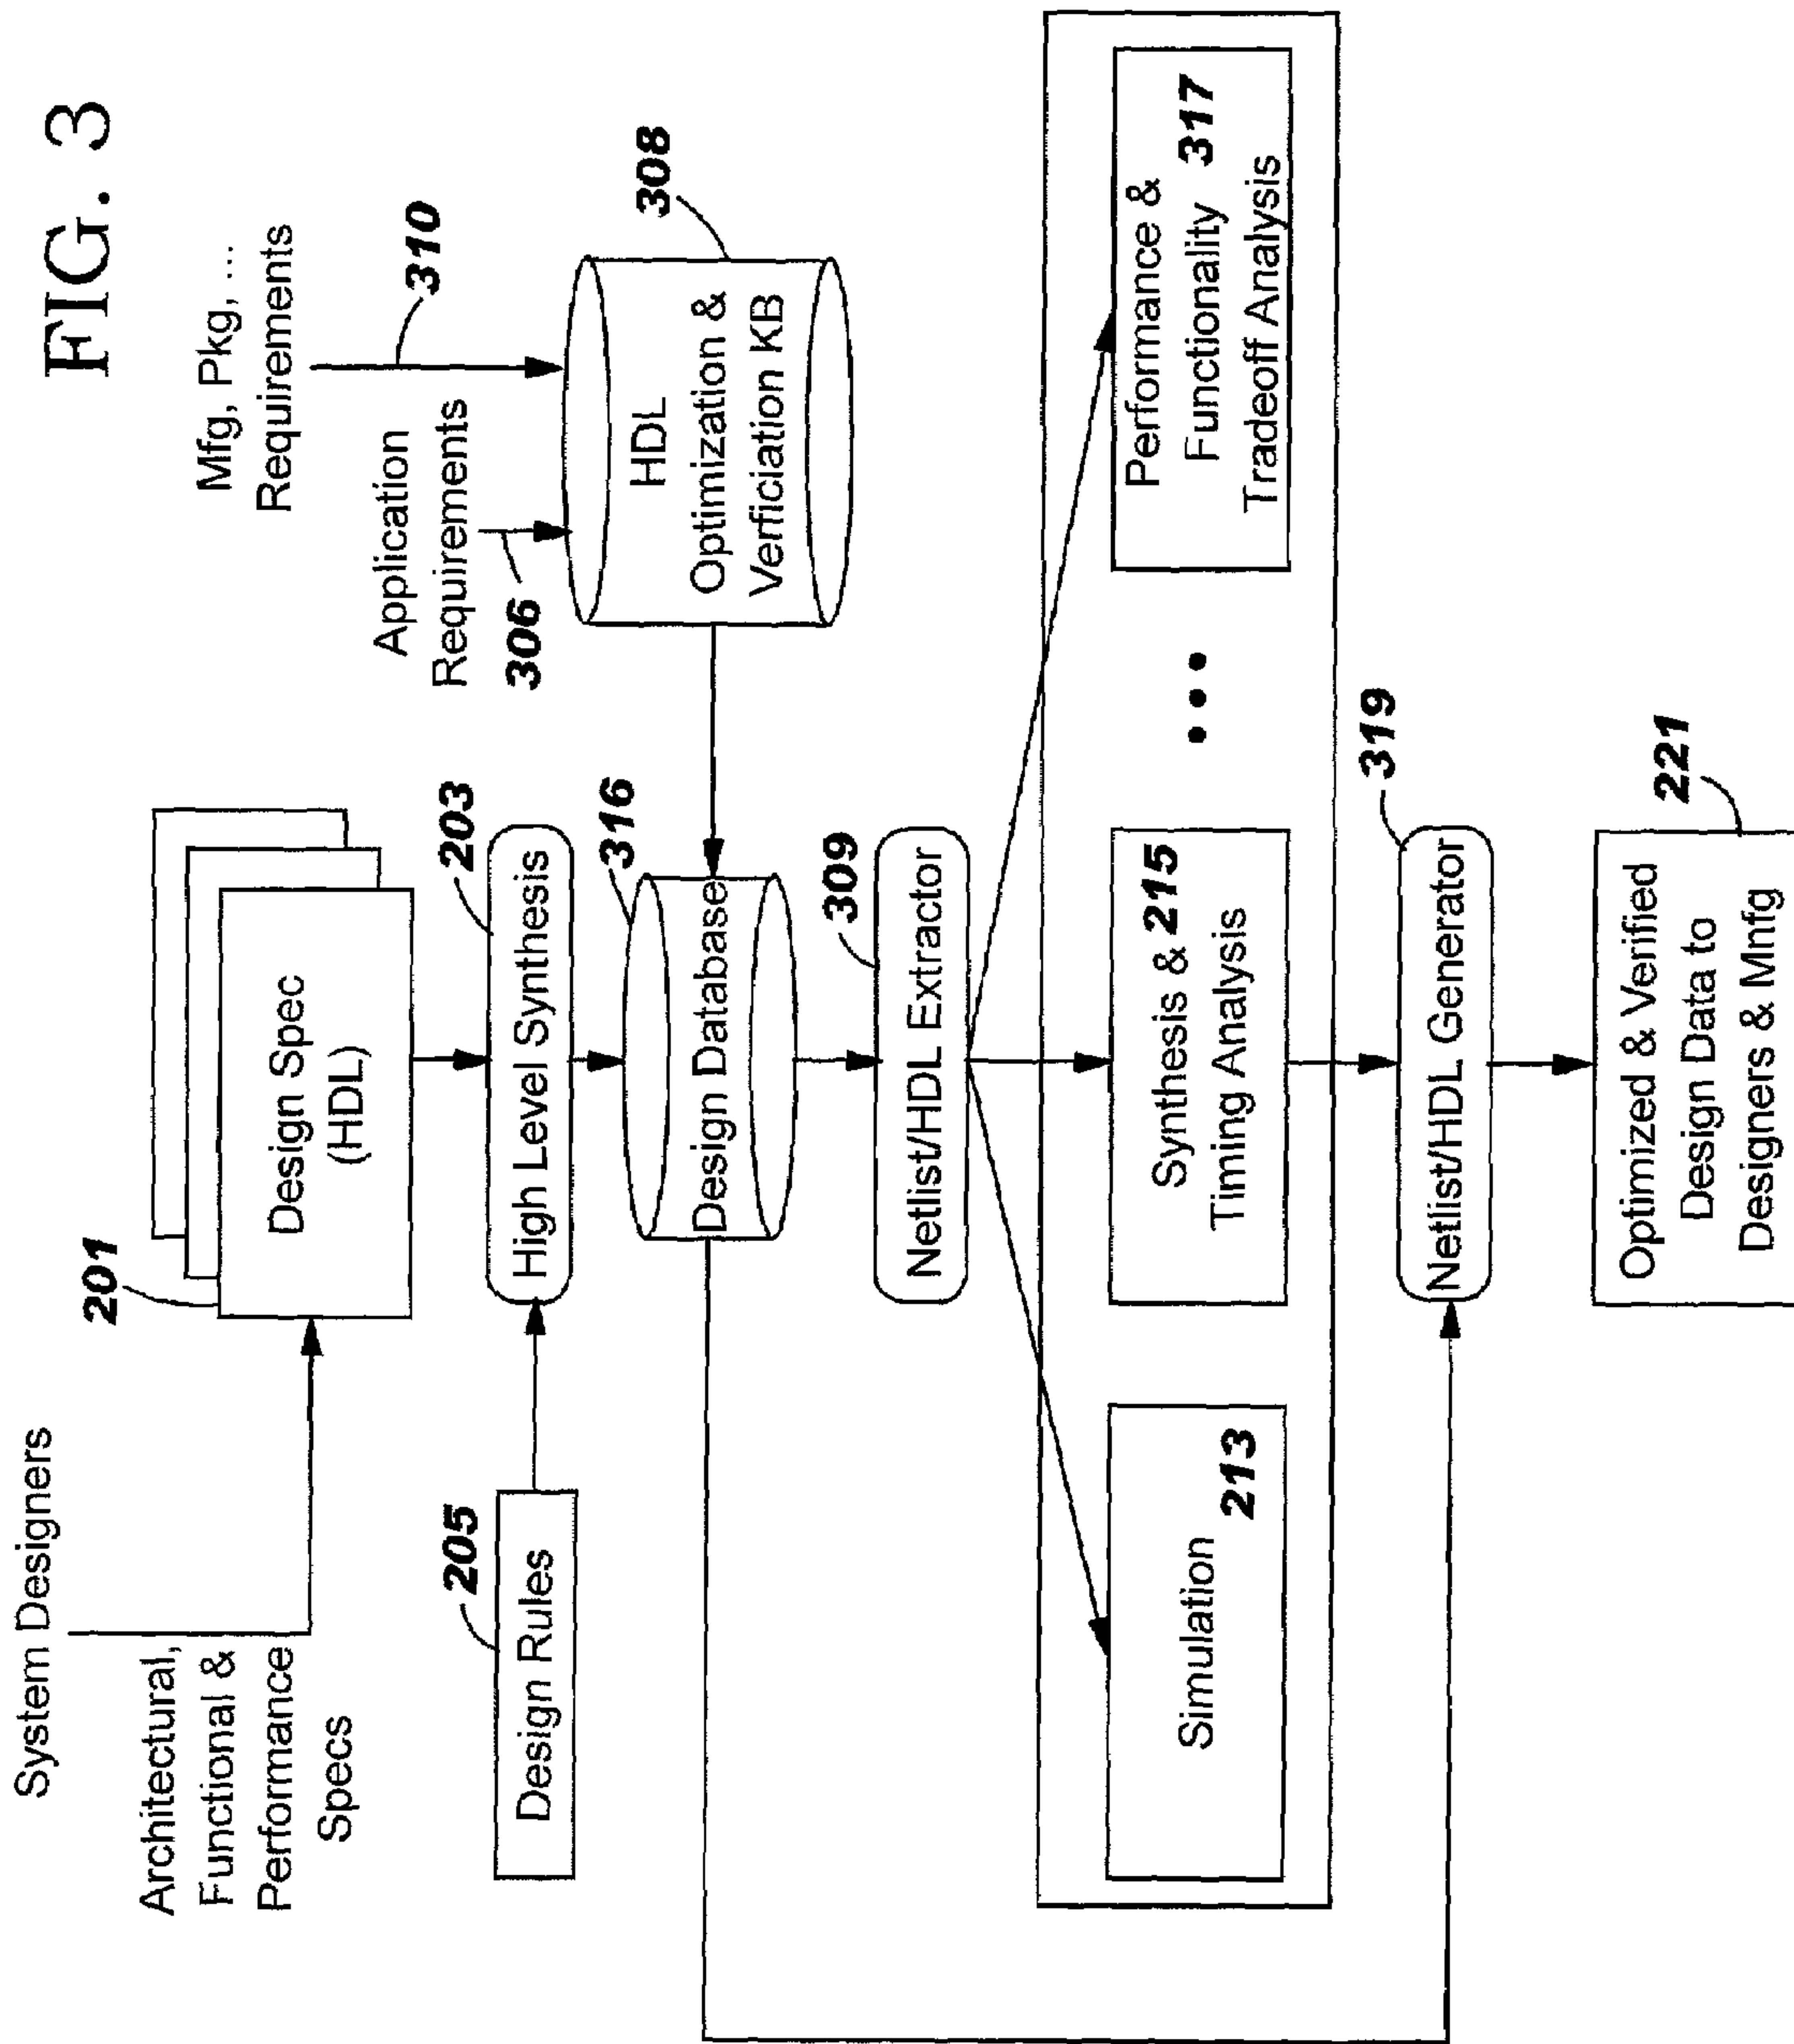 FIG. 3
System Designers
Architectural,
Functional &
Performance
Specs
201
Design Spec
(HDL)
Mfg, Pkg, ...
Requirements
310
Application
Requirements
306
308
HDL
Optimization &
Verfication KB
205
Design Rules
203
High Level Synthesis
316
Design Database
309
Netlist/HDL Extractor
Simulation
213
Synthesis & 215
Timing Analysis
...
Performance &
Functionality 317
Tradeoff Analysis
319
Netlist/HDL Generator
221
Optimized & Verified
Design Data to
Designers & Mnfg